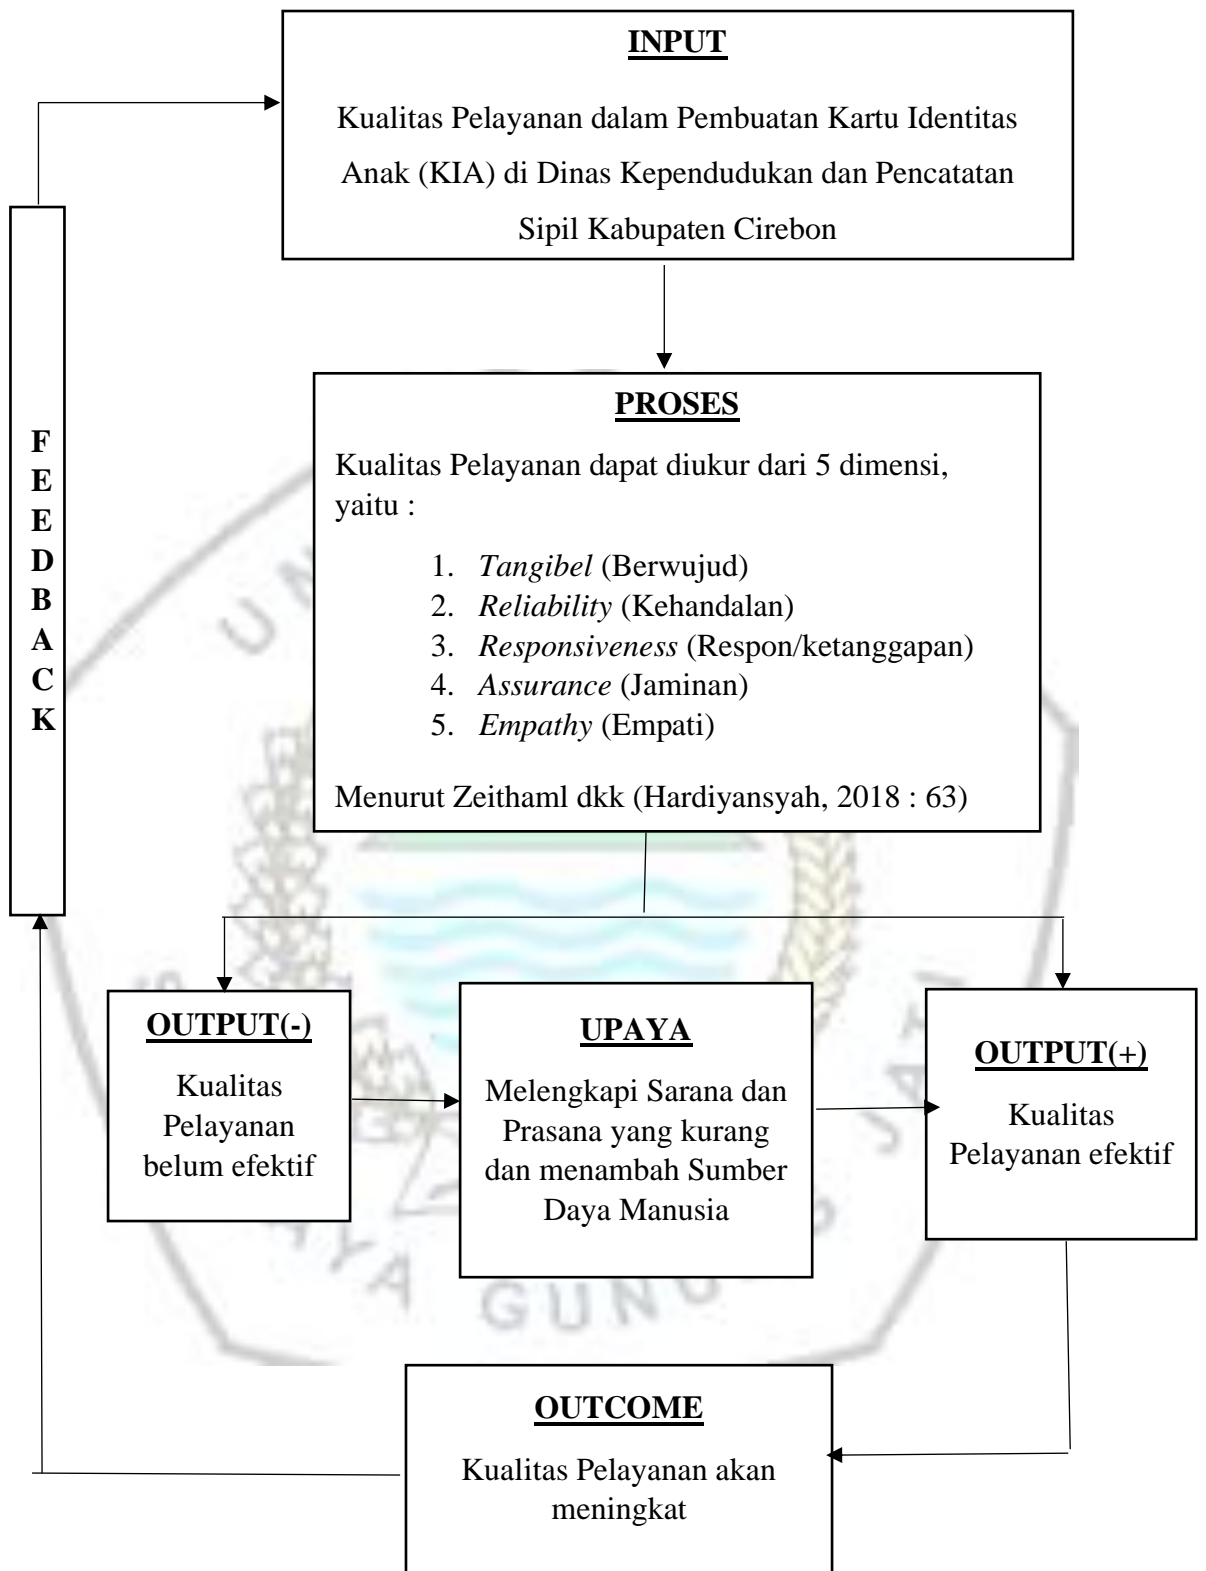 INPUT
Kualitas Pelayanan dalam Pembuatan Kartu Identitas
Anak (KIA) di Dinas Kependudukan dan Pencatatan
Sipil Kabupaten Cirebon
FEEDBACK
PROSES
Kualitas Pelayanan dapat diukur dari 5 dimensi,
yaitu :
1. Tangibel (Berwujud)
2. Reliability (Kehandalan)
3. Responsiveness (Respon/ketanggapan)
4. Assurance (Jaminan)
5. Empathy (Empati)
Menurut Zeithaml dkk (Hardiyansyah, 2018 : 63)
OUTPUT(-)
Kualitas
Pelayanan
belum efektif
UPAYA
Melengkapi Sarana dan
Prasana yang kurang
dan menambah Sumber
Daya Manusia
OUTPUT(+)
Kualitas
Pelayanan efektif
OUTCOME
Kualitas Pelayanan akan
meningkat